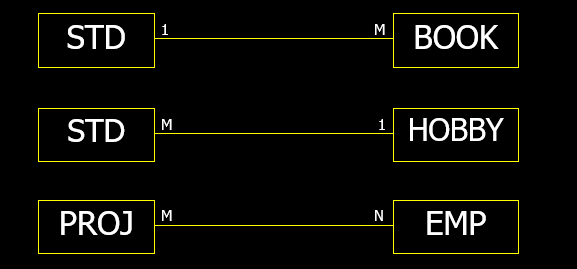 STD 1 M BOOK
STD M 1 HOBBY
PROJ M N EMP